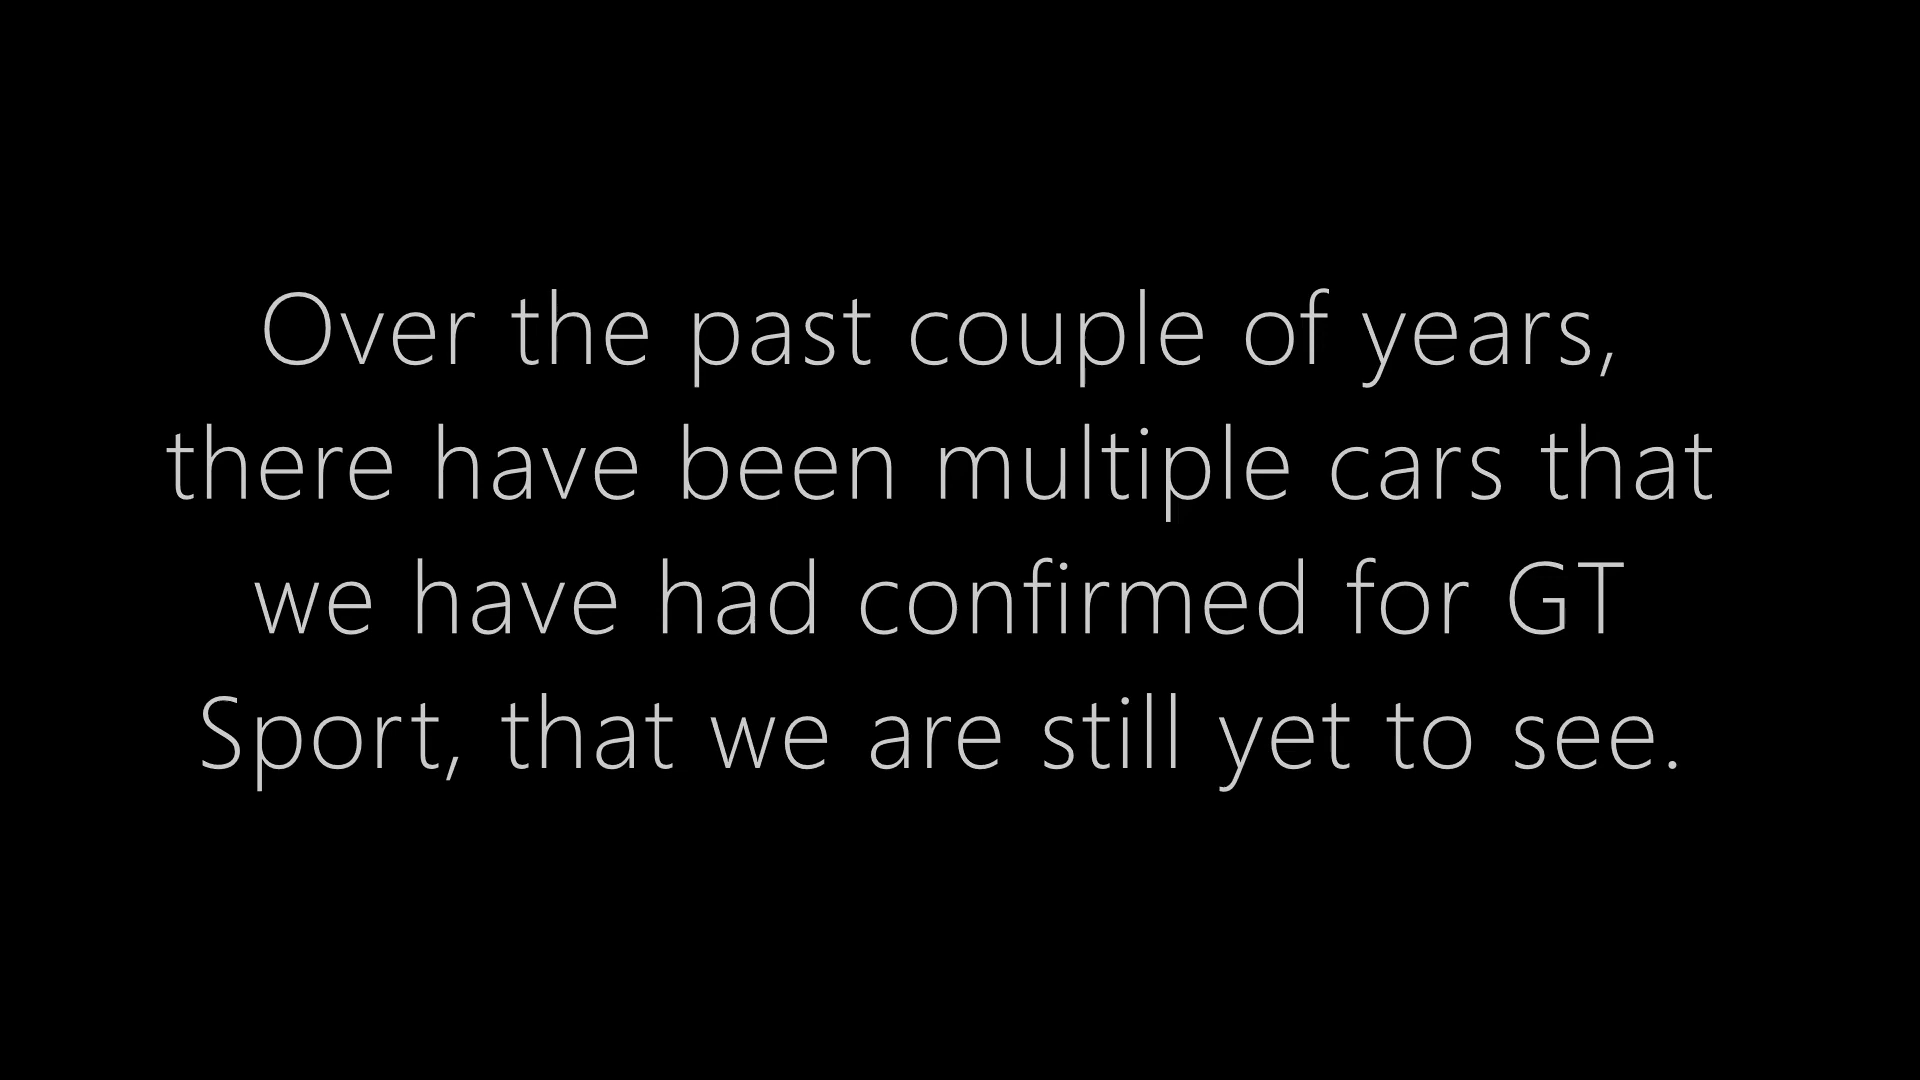 Over the past couple of years,
there have been multiple cars that
we have had confirmed for GT
Sport, that we are still yet to see.